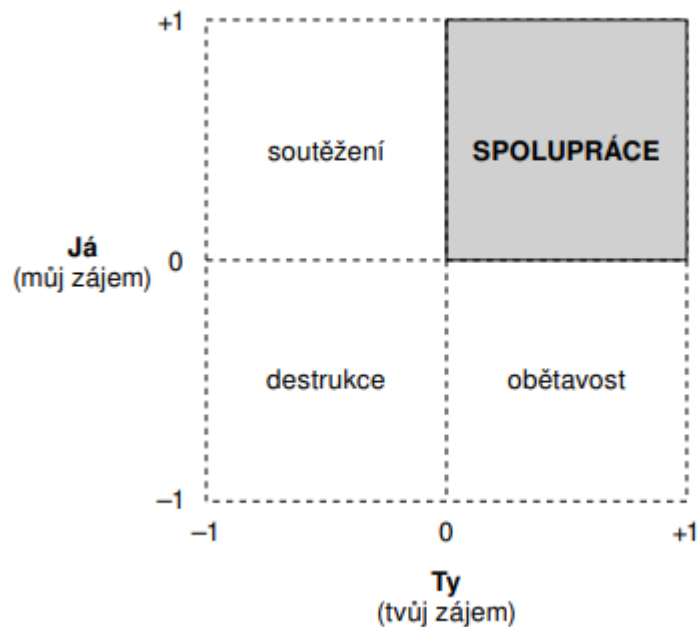 +1
soutěžení
SPOLUPRÁCE
Já
(můj zájem)
0
destrukce
obětavost
–1
–1
0
+1
Ty
(tvůj zájem)